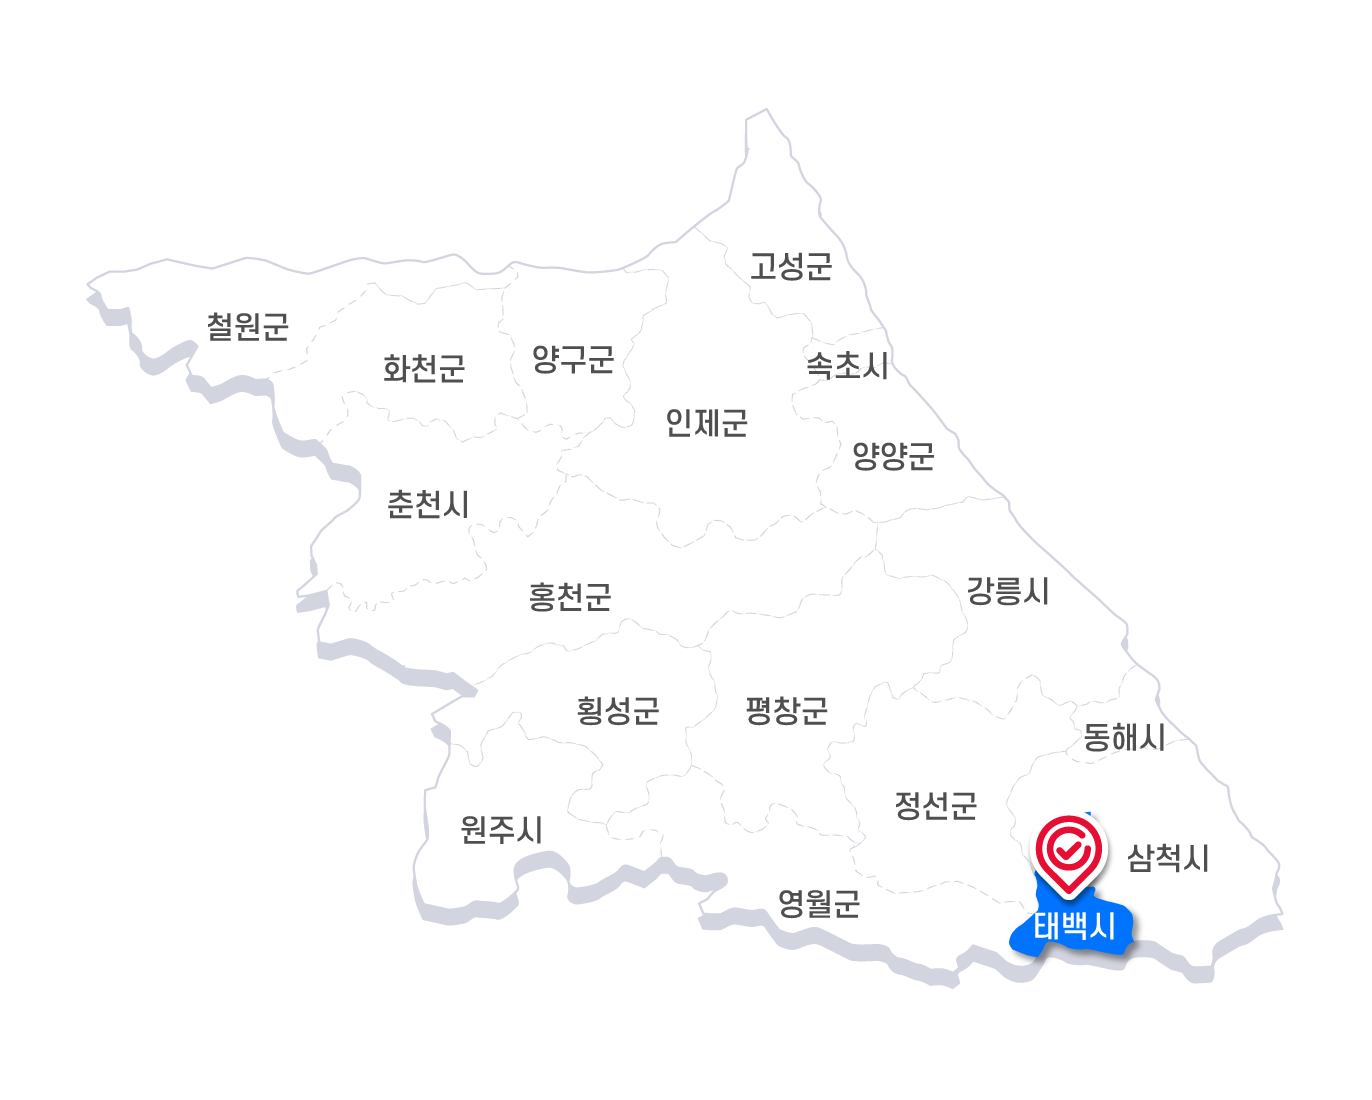 고성군
철원군
화천군
양구군
속초시
인제군
양양군
춘천시
강릉시
홍천군
횡성군
평창군
동해시
정선군
원주시
삼척시
영월군
태백시